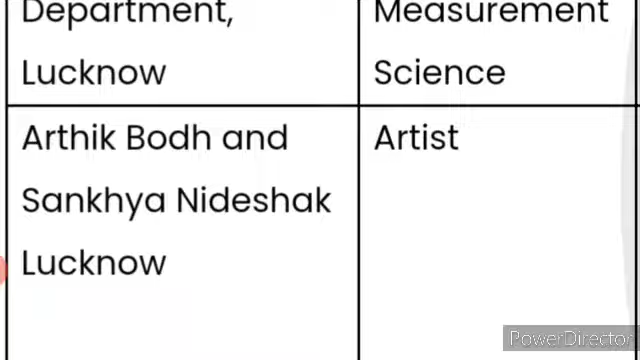 Department,
Lucknow
Measurement
Science
Arthik Bodh and
Sankhya Nideshak
Lucknow
Artist
PowerDirector